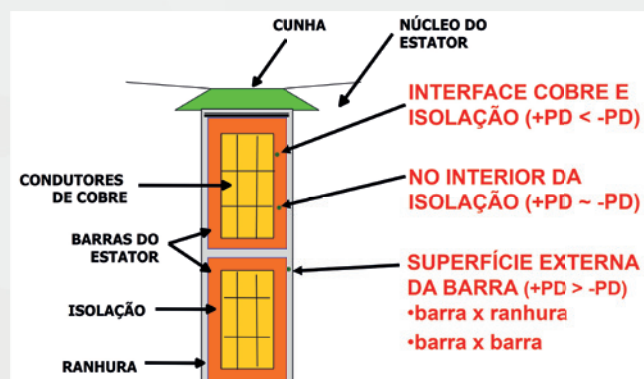 CUNHA
NÚCLEO DO
ESTATOR
INTERFACE COBRE E
ISOLAÇÃO (+PD < -PD)
CONDUTORES
DE COBRE
NO INTERIOR DA
ISOLAÇÃO (+PD ~ -PD)
BARRAS DO
ESTATOR
SUPERFÍCIE EXTERNA
DA BARRA (+PD > -PD)
•barra x ranhura
•barra x barra
ISOLAÇÃO
RANHURA